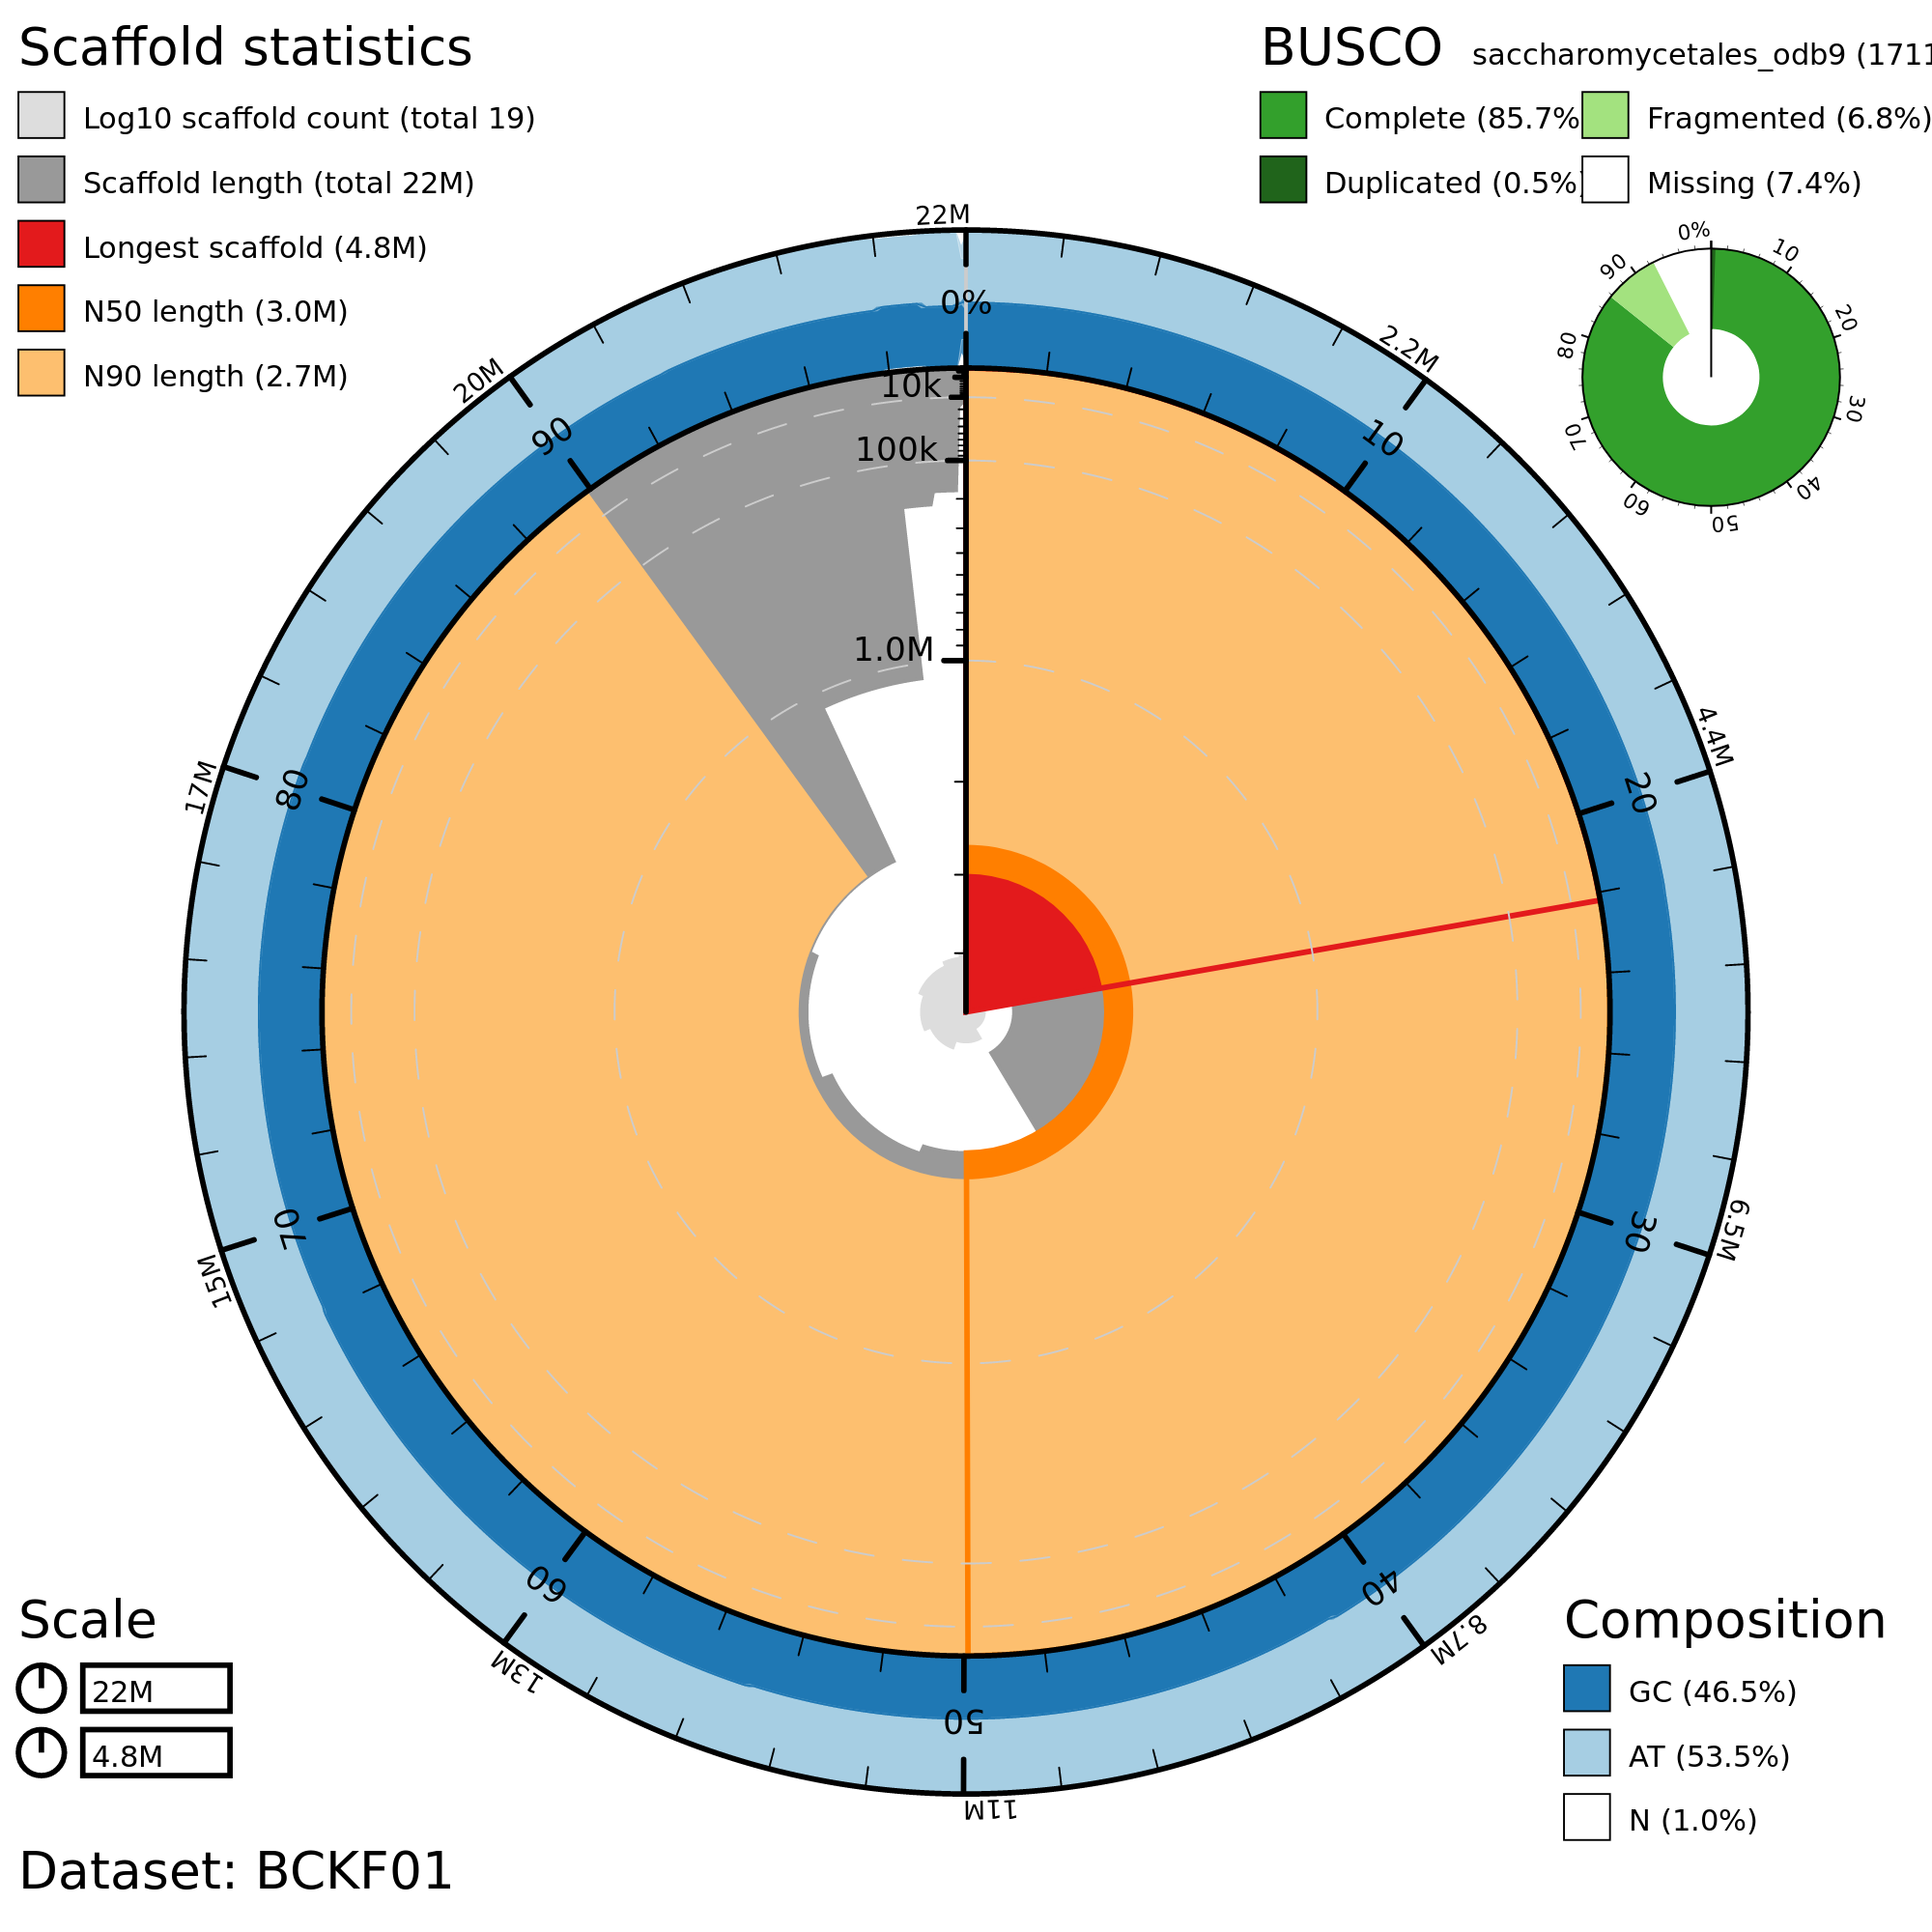 Scaffold statistics
Log10 scaffold count (total 19)
Scaffold length (total 22M)
Longest scaffold (4.8M)
N50 length (3.0M)
N90 length (2.7M)
BUSCO saccharomycetales_odb9 (1711
Complete (85.7%
Fragmented (6.8%)
Duplicated (0.5%)
Missing (7.4%)
0%
10
20
30
40
50
60
70
80
90
22M
2.2M
4.4M
6.5M
8.7M
11M
13M
15M
17M
20M
0%
10
20
30
40
50
60
70
80
90
10k
100k
1.0M
Scale
22M
4.8M
Composition
GC (46.5%)
AT (53.5%)
N (1.0%)
Dataset: BCKF01